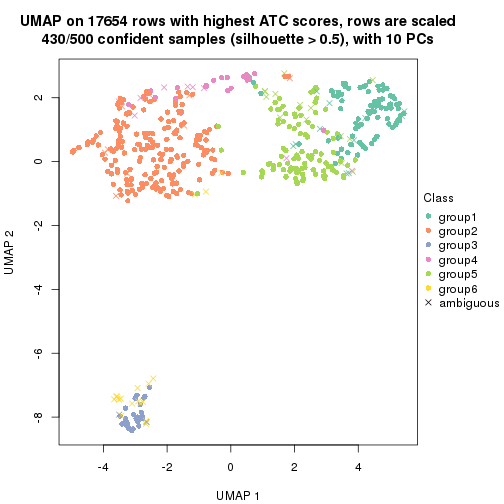 UMAP on 17654 rows with highest ATC scores, rows are scaled
430/500 confident samples (silhouette > 0.5), with 10 PCs
2
0
-2
-4
-6
-8
UMAP 2
-4
-2
0
2
4
UMAP 1
Class
group1
group2
group3
group4
group5
group6
ambiguous